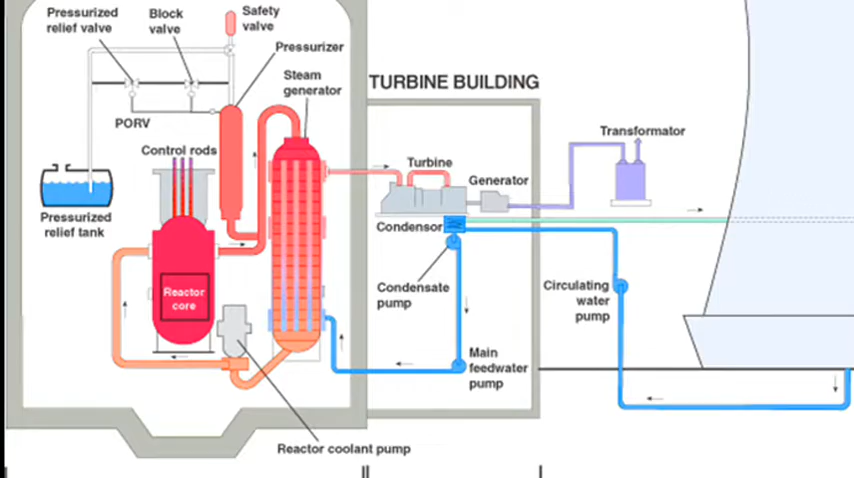 Pressurized
relief valve
Block
valve
Safety
valve
Pressurizer
Steam
generator
TURBINE BUILDING
PORV
Control rods
Transformator
Turbine
Generator
Pressurized
relief tank
Condensor
Reactor
core
Condensate
pump
Circulating
water
pump
Main
feedwater
pump
Reactor coolant pump